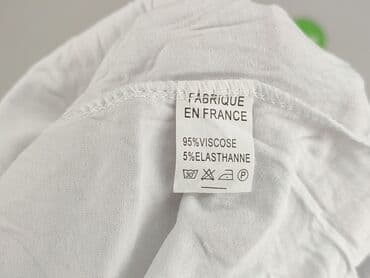 FABRIQUE
EN FRANCE
95%VISCOSE
5%ELASTHANNE
P